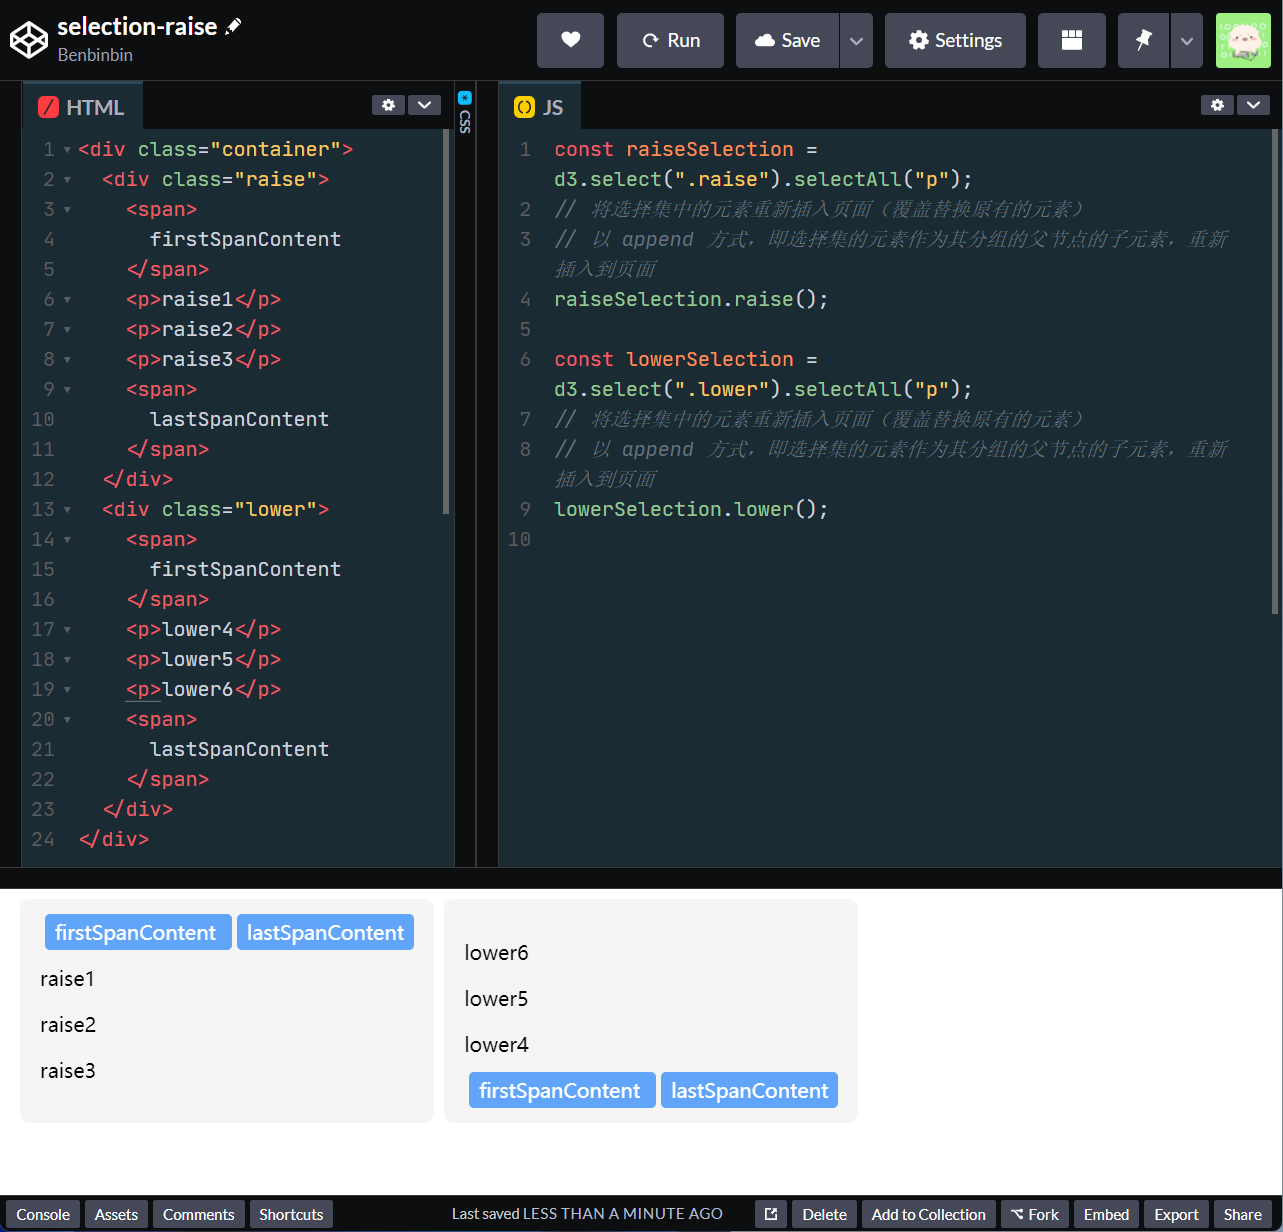 selection-raise
Benbinbin
Run
Save
Settings
HTML
CSS
JS
1 <div class="container">
2 <div class="raise">
3 <span>
4 firstSpanContent
5 </span>
6 <p>raise1</p>
7 <p>raise2</p>
8 <p>raise3</p>
9 <span>
10 lastSpanContent
11 </span>
12 </div>
13 <div class="lower">
14 <span>
15 firstSpanContent
16 </span>
17 <p>lower4</p>
18 <p>lower5</p>
19 <p>lower6</p>
20 <span>
21 lastSpanContent
22 </span>
23 </div>
24 </div>
1 const raiseSelection =
d3.select(".raise").selectAll("p");
2 // 将选择集中的元素重新插入页面（覆盖替换原有的元素）
3 // 以 append 方式，即选择集的元素作为其分组的父节点的子元素，重新
插入到页面
4 raiseSelection.raise();
5
6 const lowerSelection =
d3.select(".lower").selectAll("p");
7 // 将选择集中的元素重新插入页面（覆盖替换原有的元素）
8 // 以 append 方式，即选择集的元素作为其分组的父节点的子元素，重新
插入到页面
9 lowerSelection.lower();
10
firstSpanContent lastSpanContent
raise1
raise2
raise3
lower6
lower5
lower4
firstSpanContent lastSpanContent
Console Assets Comments Shortcuts Last saved LESS THAN A MINUTE AGO Delete Add to Collection Fork Embed Export Share